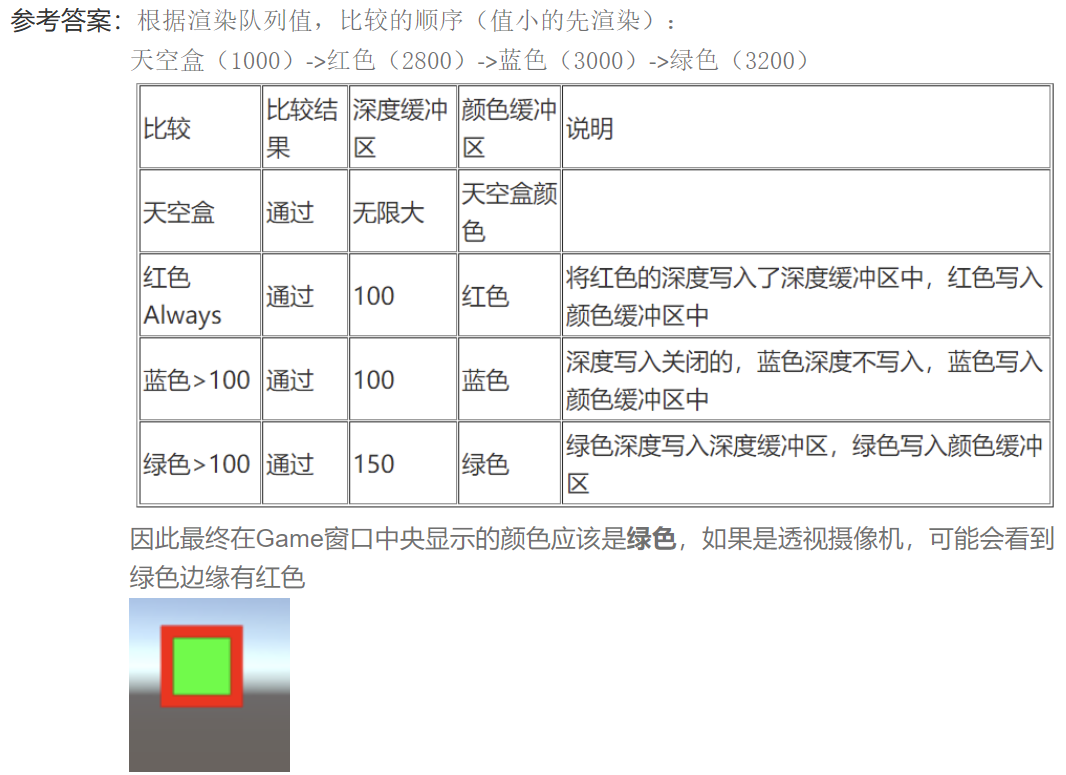 参考答案：根据渲染队列值，比较的顺序（值小的先渲染）：
天空盒（1000）->红色（2800）->蓝色（3000）->绿色（3200）
比较 比较结果 深度缓冲区 颜色缓冲区 说明
天空盒 通过 无限大 天空盒颜色
红色 Always 通过 100 红色 将红色的深度写入了深度缓冲区中，红色写入颜色缓冲区中
蓝色>100 通过 100 蓝色 深度写入关闭的，蓝色深度不写入，蓝色写入颜色缓冲区中
绿色>100 通过 150 绿色 绿色深度写入深度缓冲区，绿色写入颜色缓冲区
因此最终在Game窗口中央显示的颜色应该是绿色，如果是透视摄像机，可能会看到
绿色边缘有红色